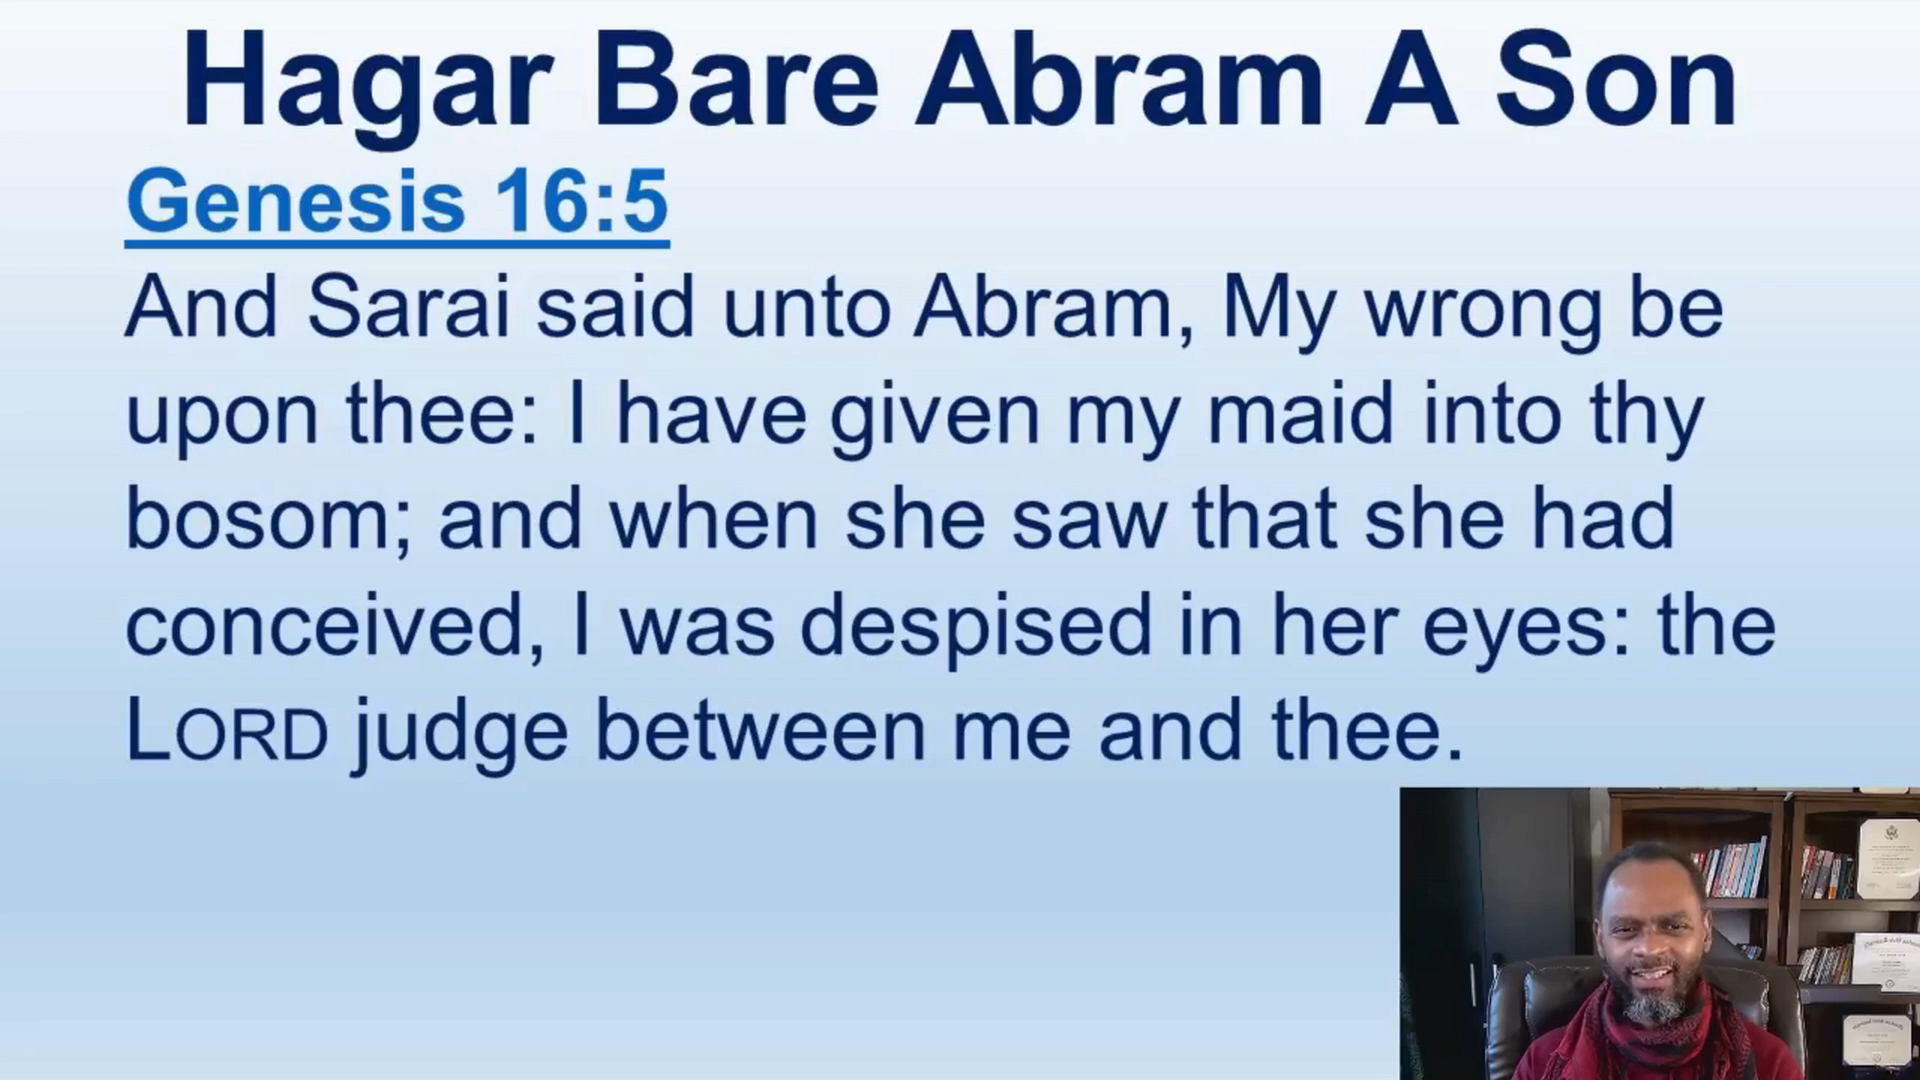 Hagar Bare Abram A Son
Genesis 16:5
And Sarai said unto Abram, My wrong be
upon thee: I have given my maid into thy
bosom; and when she saw that she had
conceived, I was despised in her eyes: the
LORD judge between me and thee.